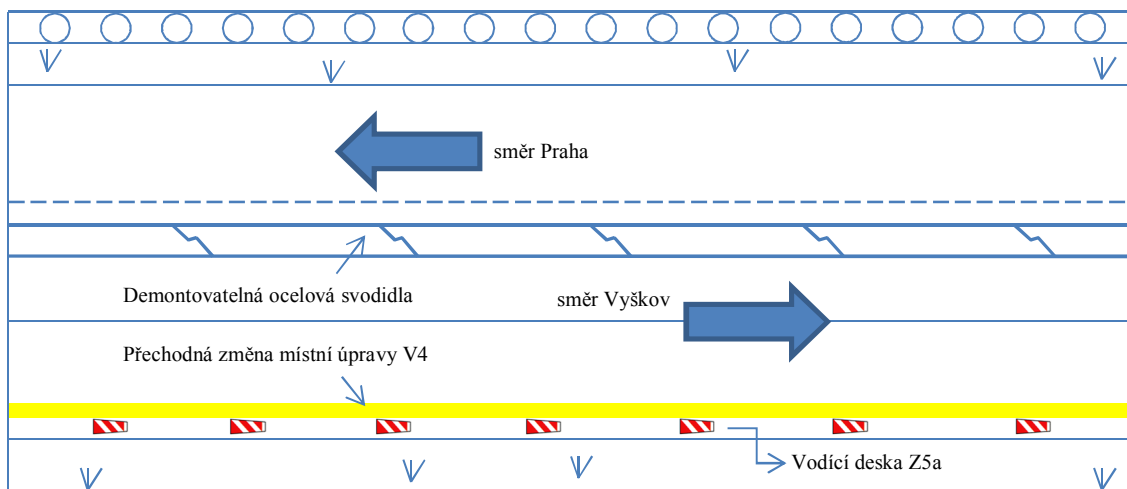 směr Praha
Demontovatelná ocelová svodidla
směr Vyškov
Přechodná změna místní úpravy V4
Vodící deska Z5a